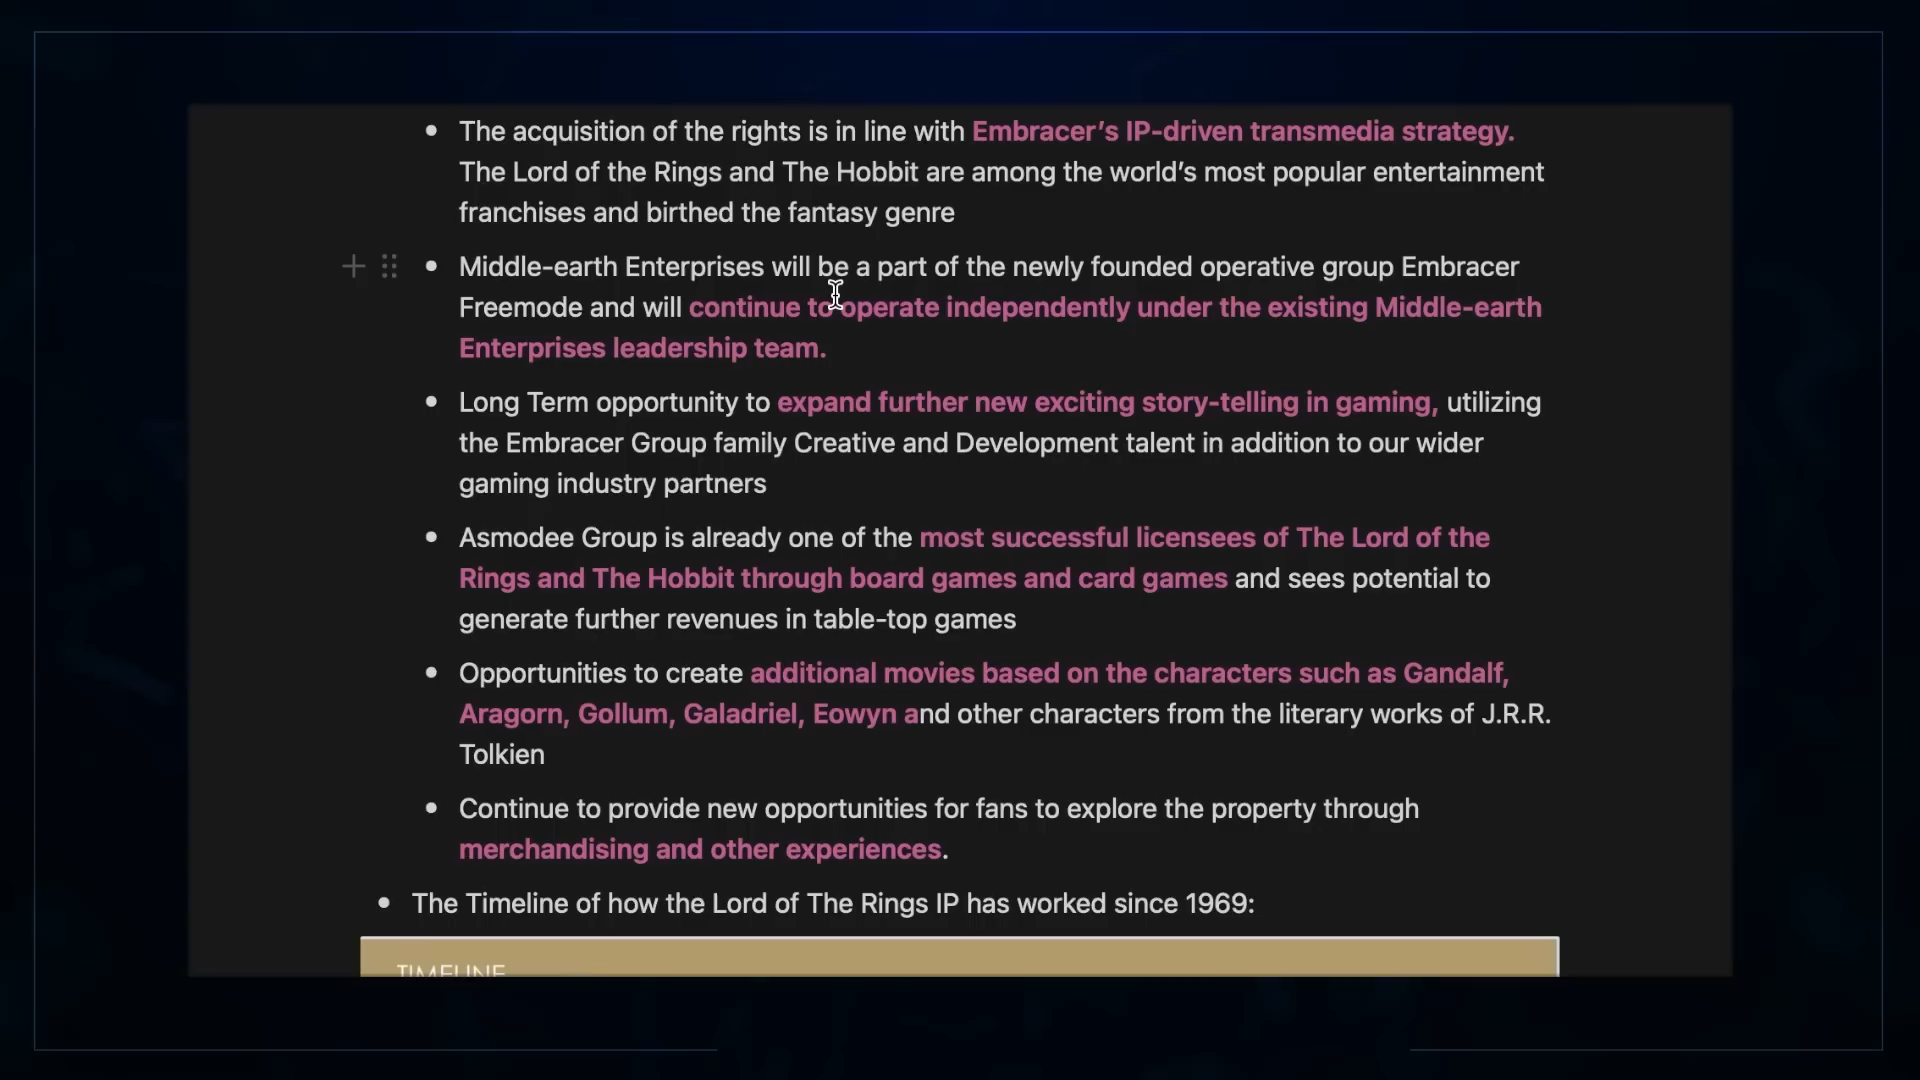 The acquisition of the rights is in line with Embracer’s IP-driven transmedia strategy.
The Lord of the Rings and The Hobbit are among the world’s most popular entertainment
franchises and birthed the fantasy genre
Middle-earth Enterprises will be a part of the newly founded operative group Embracer
Freemode and will continue to operate independently under the existing Middle-earth
Enterprises leadership team.
Long Term opportunity to expand further new exciting story-telling in gaming, utilizing
the Embracer Group family Creative and Development talent in addition to our wider
gaming industry partners
Asmodee Group is already one of the most successful licensees of The Lord of the
Rings and The Hobbit through board games and card games and sees potential to
generate further revenues in table-top games
Opportunities to create additional movies based on the characters such as Gandalf,
Aragorn, Gollum, Galadriel, Eowyn and other characters from the literary works of J.R.R.
Tolkien
Continue to provide new opportunities for fans to explore the property through
merchandising and other experiences.
The Timeline of how the Lord of The Rings IP has worked since 1969:
TIMELINE